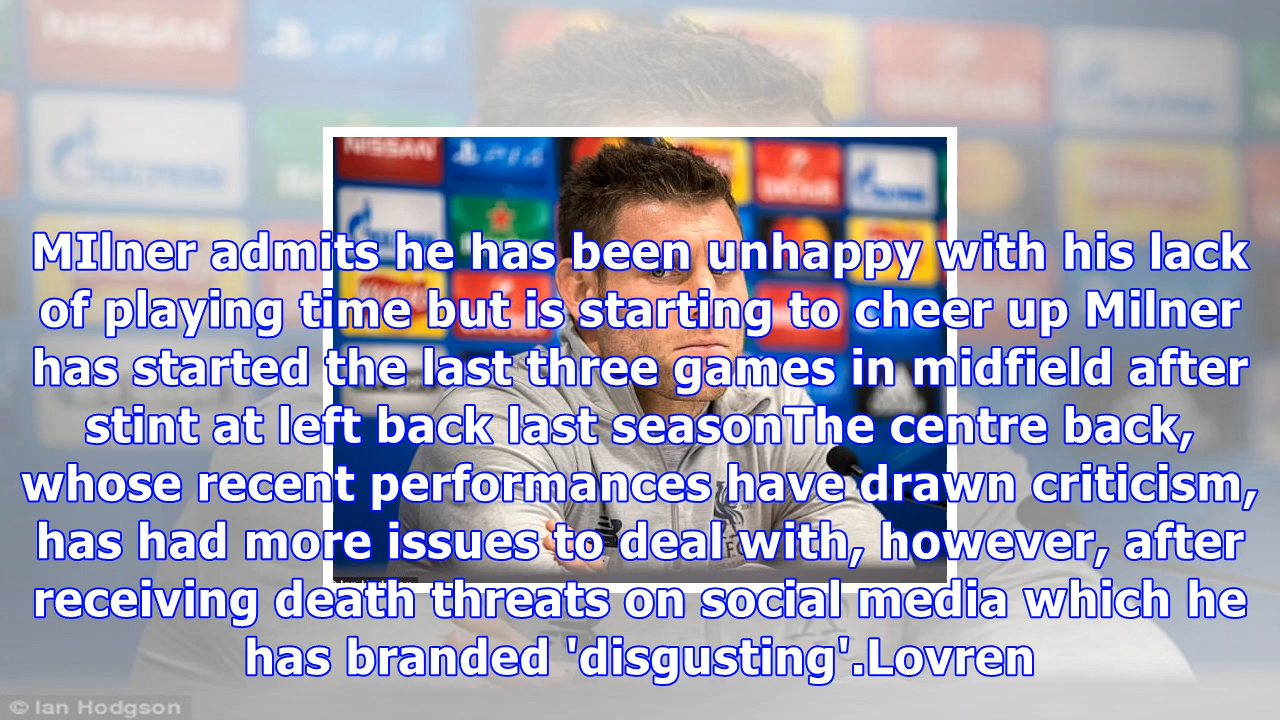 NISSAN
PS4
MIlner admits he has been unhappy with his lack
of playing time but is starting to cheer up Milner
has started the last three games in midfield after
stint at left back last seasonThe centre back,
whose recent performances have drawn criticism,
has had more issues to deal with, however, after
receiving death threats on social media which he
has branded 'disgusting'.Lovren
© Ian Hodgson